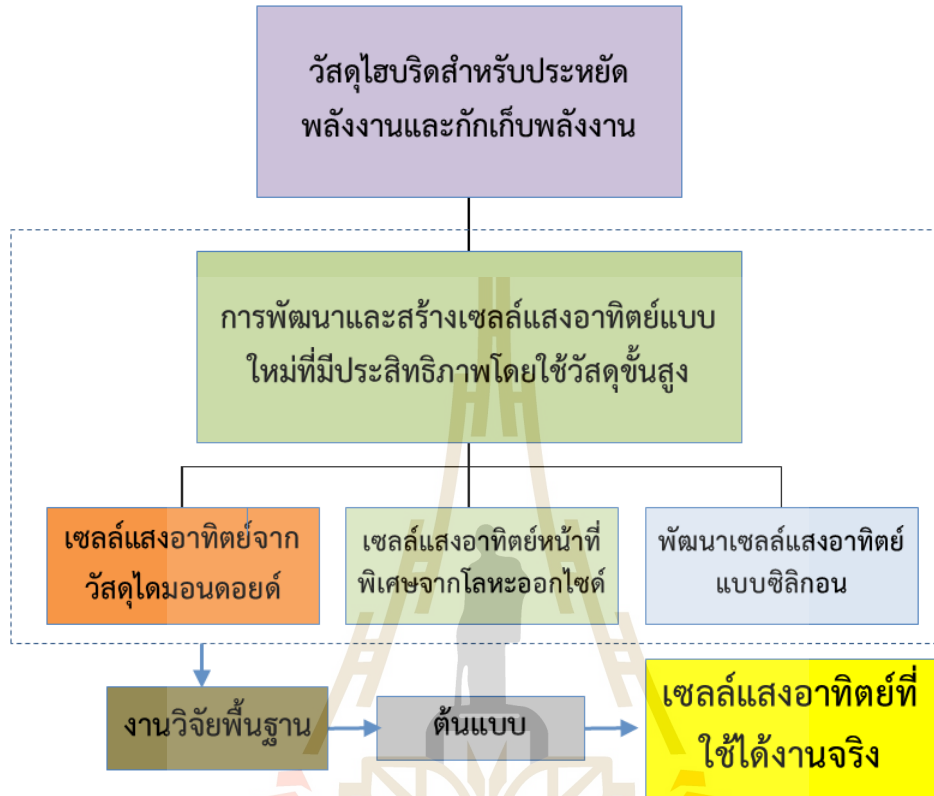 วัสดุไฮบริดสำหรับประหยัด
พลังงานและกักเก็บพลังงาน
การพัฒนาและสร้างเซลล์แสงอาทิตย์แบบ
ใหม่ที่มีประสิทธิภาพโดยใช้วัสดุขั้นสูง
เซลล์แสงอาทิตย์จาก
วัสดุไดมอนดอยด์
เซลล์แสงอาทิตย์หน้าที่
พิเศษจากโลหะออกไซด์
พัฒนาเซลล์แสงอาทิตย์
แบบซิลิกอน
งานวิจัยพื้นฐาน
ต้นแบบ
เซลล์แสงอาทิตย์ที่
ใช้ได้งานจริง